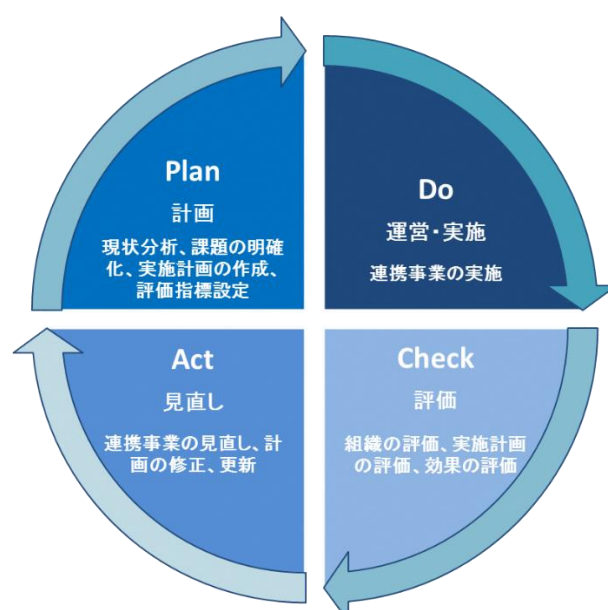 Plan
計画
現状分析、課題の明確
化、実施計画の作成、
評価指標設定
Do
運営・実施
連携事業の実施
Act
見直し
連携事業の見直し、計
画の修正、更新
Check
評価
組織の評価、実施計画
の評価、効果の評価